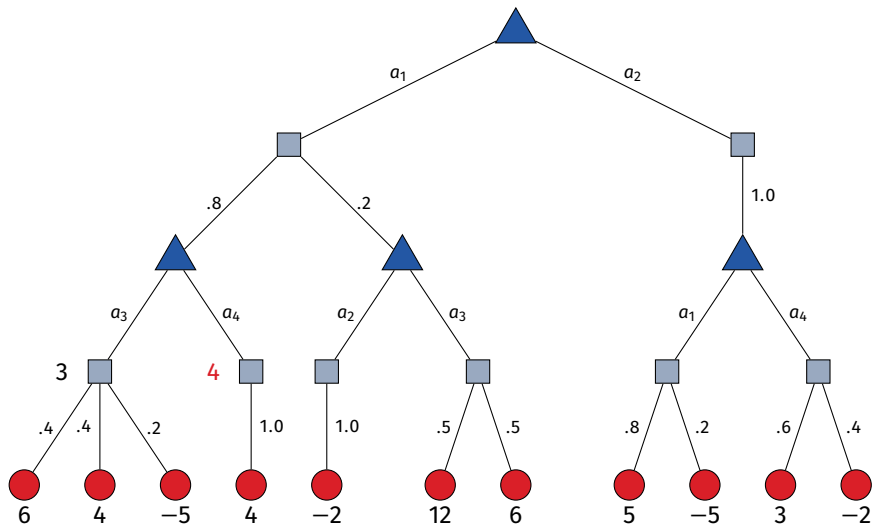 a₁ a₂
.8 .2 1.0
a₃ a₄ a₂ a₃ a₁ a₄
3 4
.4 .4 .2 1.0 1.0 .5 .5 .8 .2 .6 .4
6 4 −5 4 −2 12 6 5 −5 3 −2